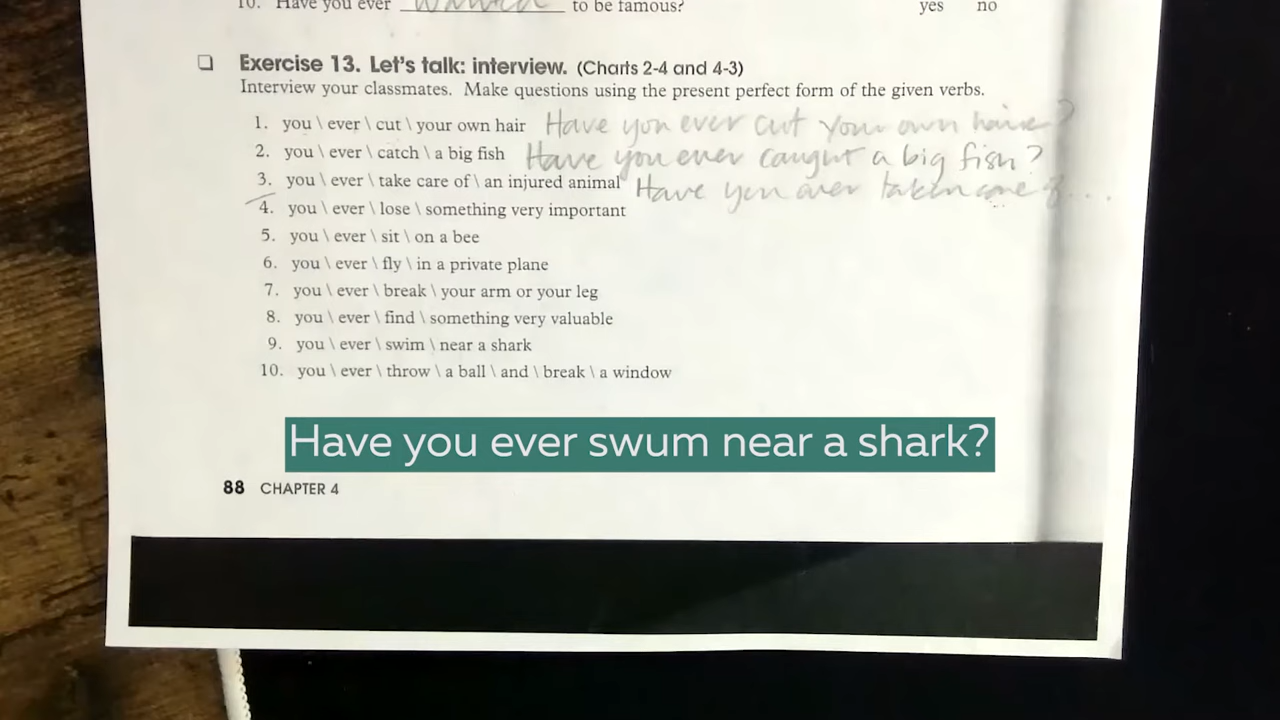 10. Have you ever wanted to be famous? yes no
❑ Exercise 13. Let's talk: interview. (Charts 2-4 and 4-3)
Interview your classmates. Make questions using the present perfect form of the given verbs.
1. you \ ever \ cut \ your own hair Have you ever cut your own hair?
2. you \ ever \ catch \ a big fish Have you ever caught a big fish?
3. you \ ever \ take care of \ an injured animal Have you ever taken care of...
4. you \ ever \ lose \ something very important
5. you \ ever \ sit \ on a bee
6. you \ ever \ fly \ in a private plane
7. you \ ever \ break \ your arm or your leg
8. you \ ever \ find \ something very valuable
9. you \ ever \ swim \ near a shark
10. you \ ever \ throw \ a ball \ and \ break \ a window
Have you ever swum near a shark?
88 CHAPTER 4